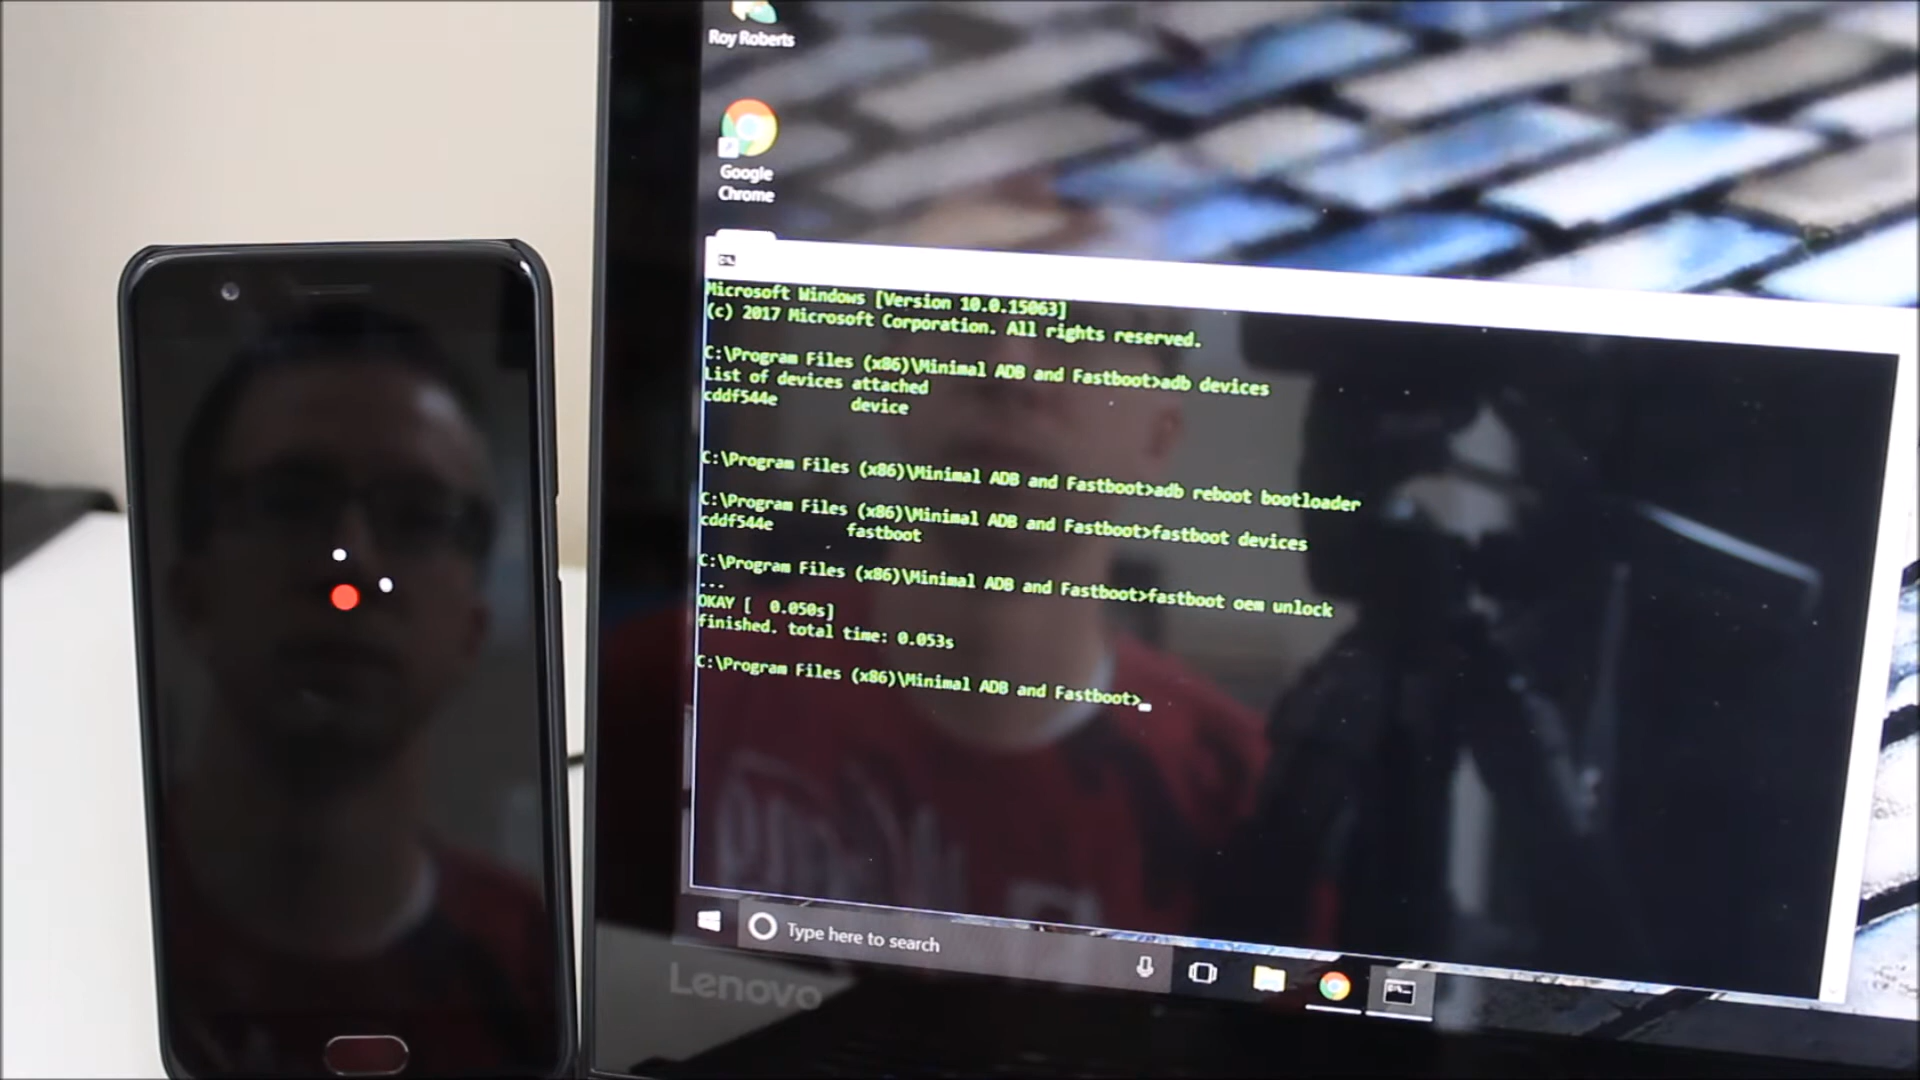 Roy Roberts
Google
Chrome
Microsoft Windows [Version 10.0.15063]
(c) 2017 Microsoft Corporation. All rights reserved.
C:\Program Files (x86)\Minimal ADB and Fastboot>adb devices
List of devices attached
cddf544e device
C:\Program Files (x86)\Minimal ADB and Fastboot>adb reboot bootloader
C:\Program Files (x86)\Minimal ADB and Fastboot>fastboot devices
cddf544e fastboot
C:\Program Files (x86)\Minimal ADB and Fastboot>fastboot oem unlock
...
OKAY [  0.050s]
finished. total time: 0.053s
C:\Program Files (x86)\Minimal ADB and Fastboot>
Type here to search
Lenovo